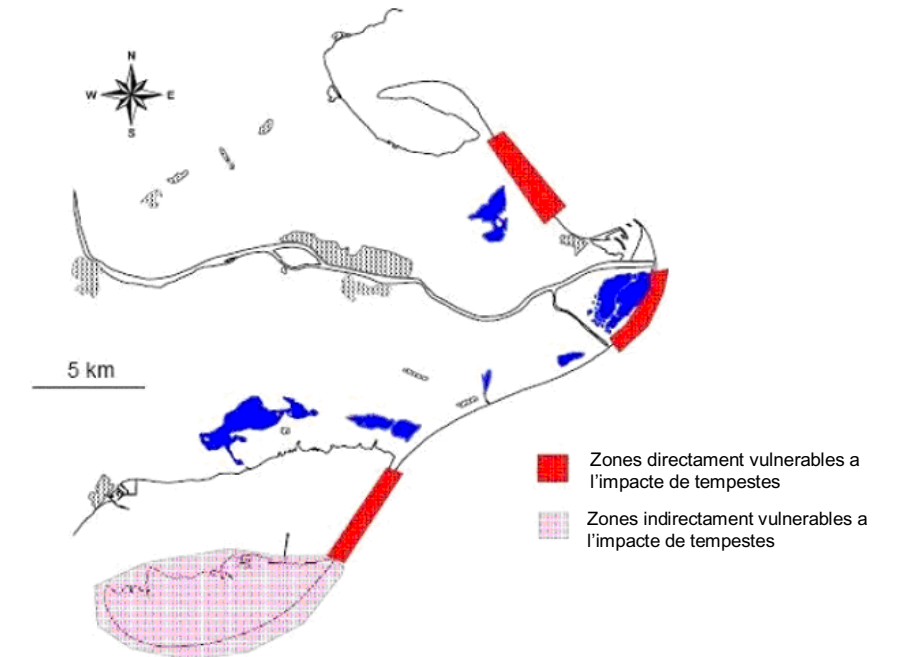 N
W E
S
5 km
Zones directament vulnerables a
l’impacte de tempestes
Zones indirectament vulnerables a
l’impacte de tempestes